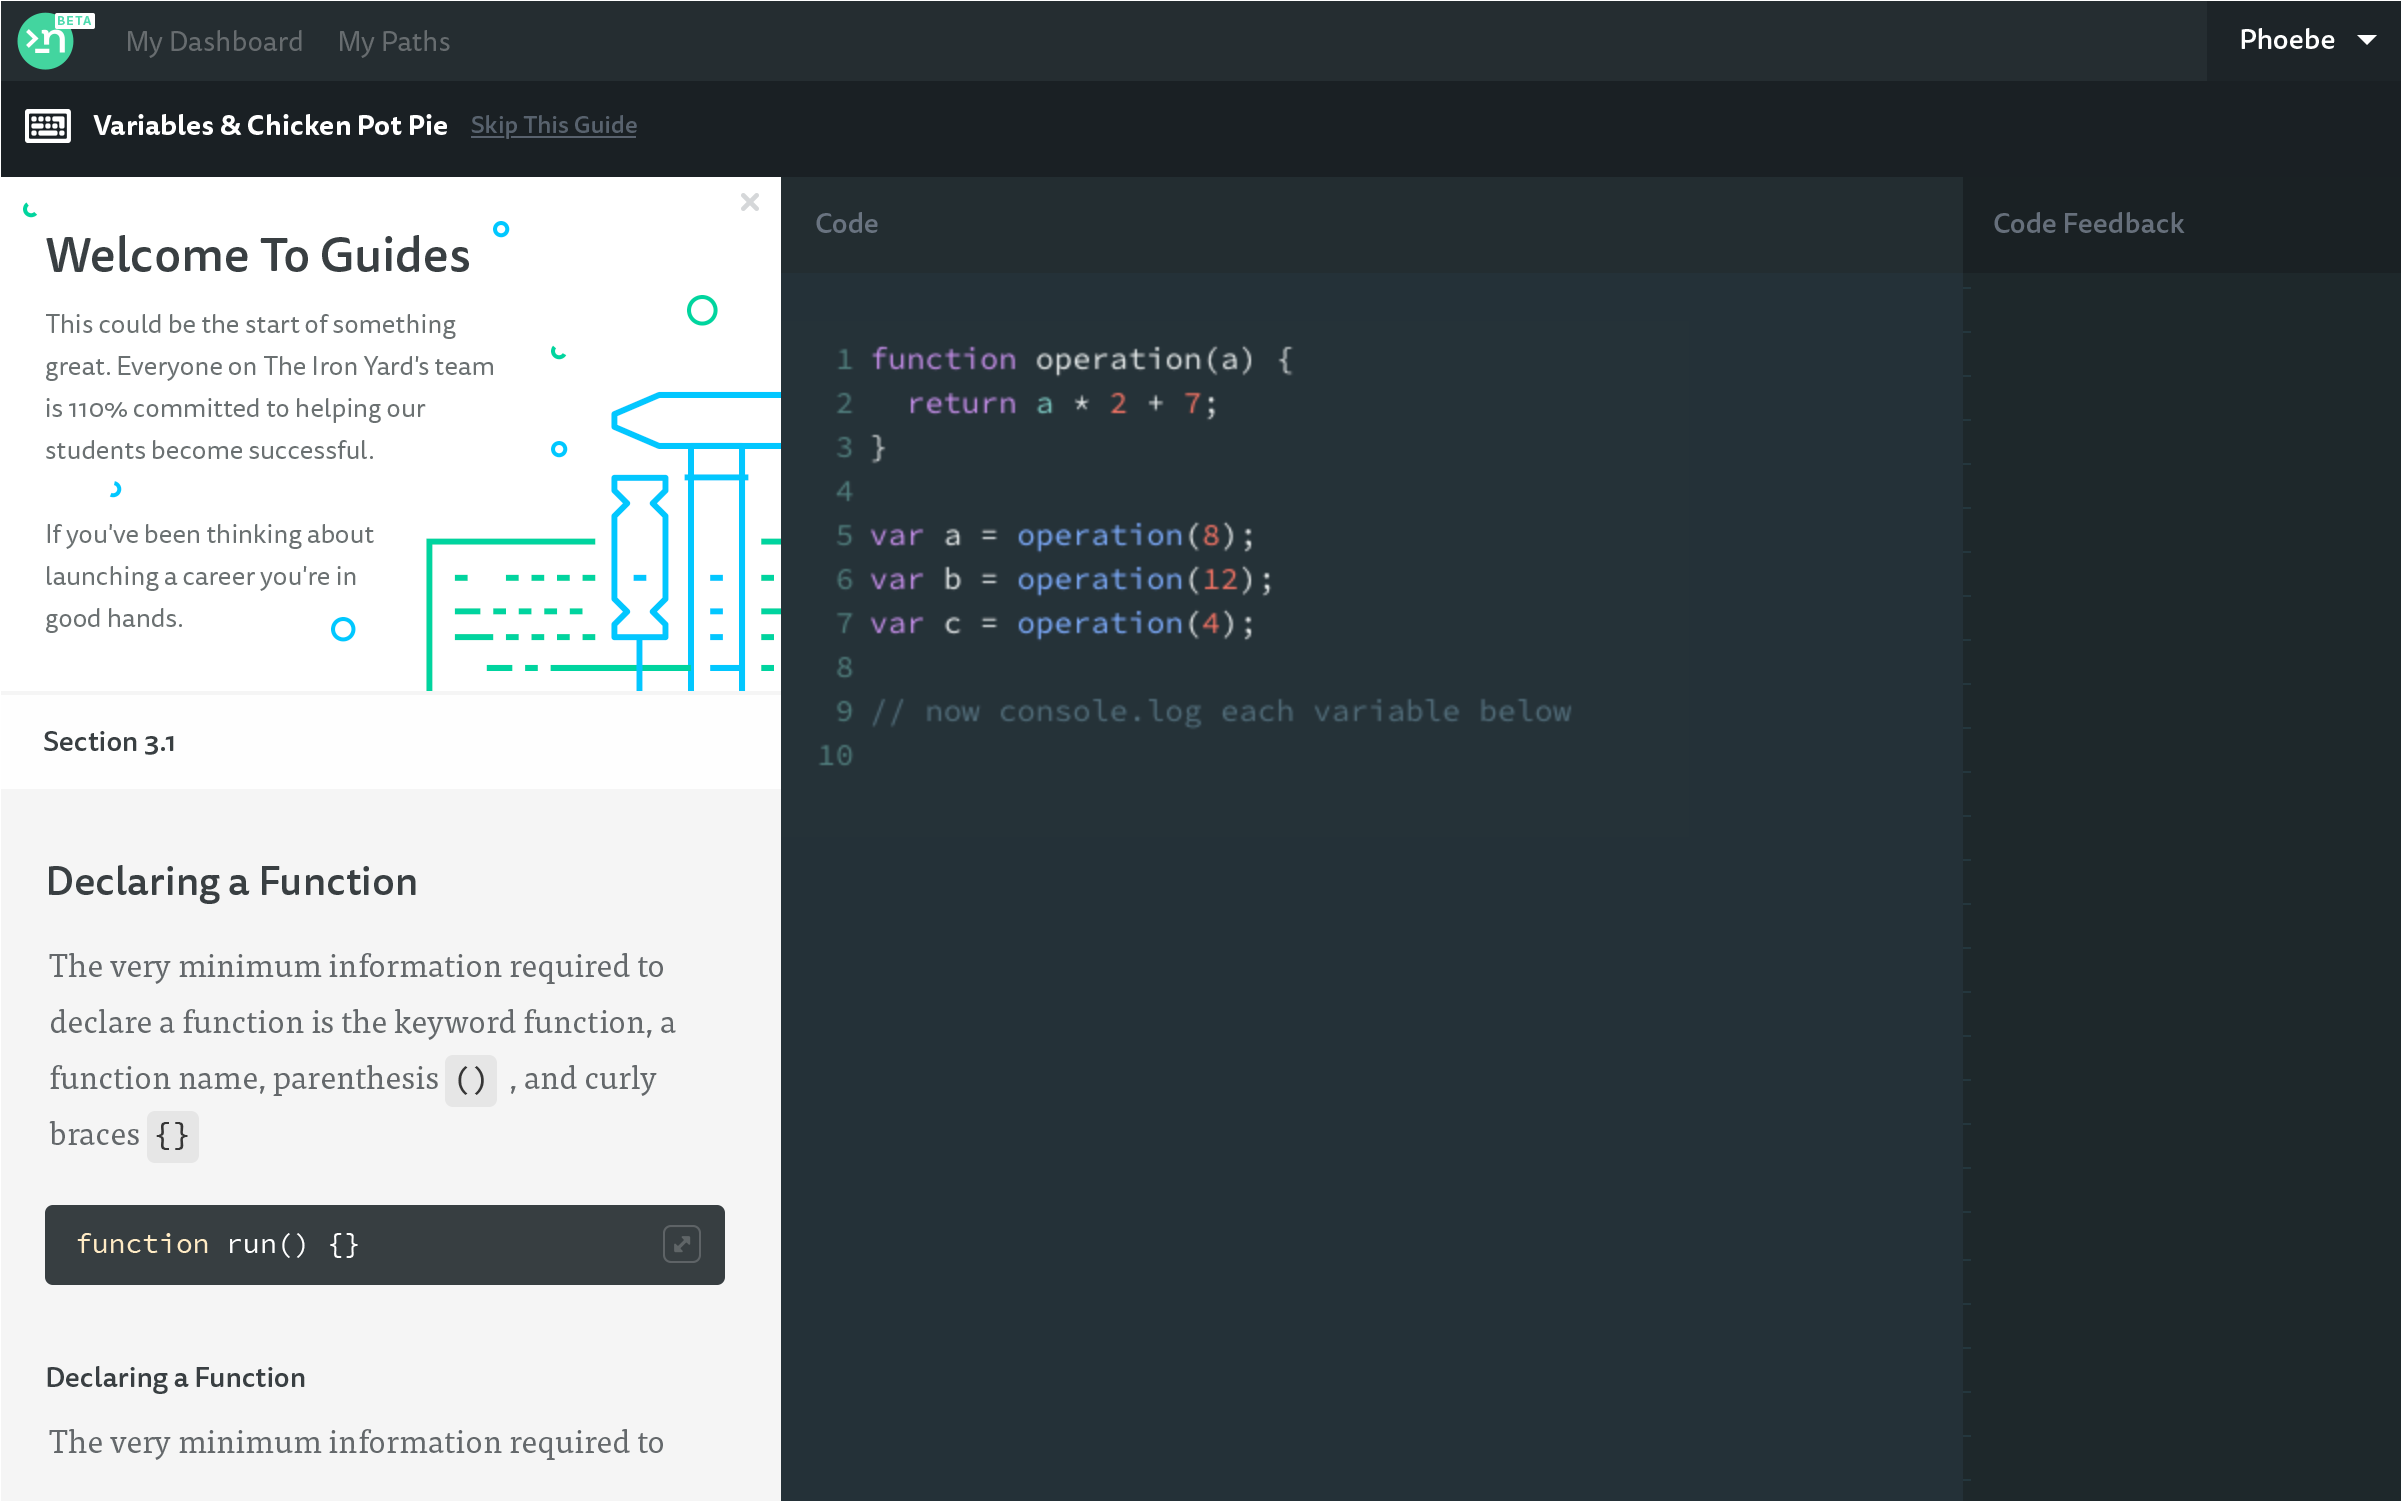 BETA
>_n
My Dashboard
My Paths
Phoebe
Variables & Chicken Pot Pie
Skip This Guide
Welcome To Guides
This could be the start of something
great. Everyone on The Iron Yard's team
is 110% committed to helping our
students become successful.
If you've been thinking about
launching a career you're in
good hands.
Section 3.1
Declaring a Function
The very minimum information required to
declare a function is the keyword function, a
function name, parenthesis () , and curly
braces {}
function run() {}
Declaring a Function
The very minimum information required to
Code
1 function operation(a) {
2   return a * 2 + 7;
3 }
4
5 var a = operation(8);
6 var b = operation(12);
7 var c = operation(4);
8
9 // now console.log each variable below
10
Code Feedback